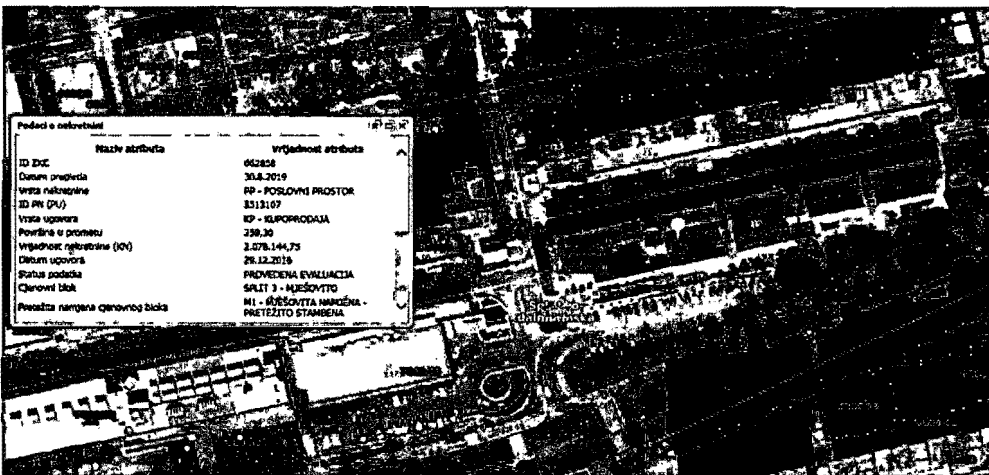 Podaci o nekretnini
Naziv atributa Vrijednost atributa
ID ZKC 062858
Datum pregleda 30.8.2019
Vrsta nekretnine PP - POSLOVNI PROSTOR
ID PN (PU) 3513107
Vrsta ugovora KP - KUPOPRODAJA
Površina u prometu 259,30
Vrijednost nekretnine (KN) 2.078.144,75
Datum ugovora 29.12.2016
Status podatka PROVEDENA EVALUACIJA
Cjenovni blok SPLIT 3 - MJEŠOVITO
Pretežita namjena cjenovnog bloka M1 - MJEŠOVITA NAMJENA -
PRETEŽITO STAMBENA